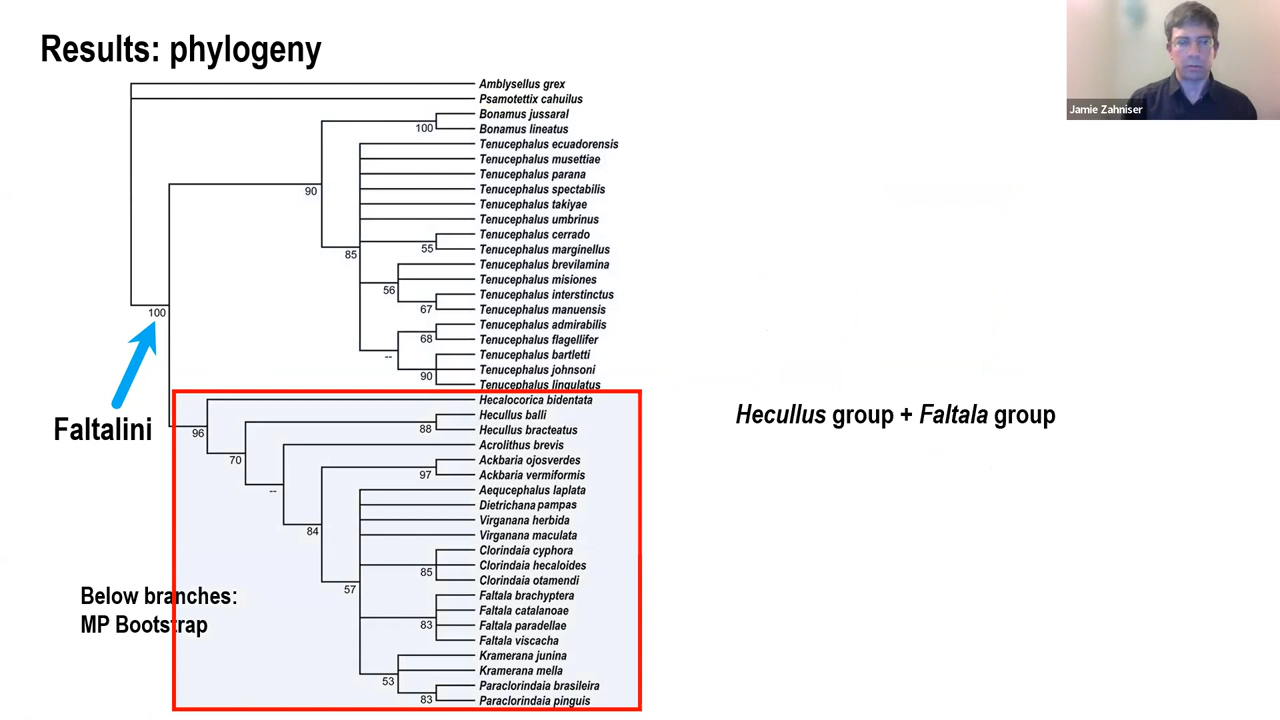 Results: phylogeny
Jamie Zahniser
Amblysellus grex
Psamotettix cahuilus
Bonamus jussaral
100
Bonamus lineatus
Tenucephalus ecuadorensis
Tenucephalus musettiae
Tenucephalus parana
90
Tenucephalus spectabilis
Tenucephalus takiyae
Tenucephalus umbrinus
Tenucephalus cerrado
55
Tenucephalus marginellus
85
Tenucephalus brevilamina
Tenucephalus misiones
56
Tenucephalus interstinctus
67
Tenucephalus manuensis
100
Tenucephalus admirabilis
68
Tenucephalus flagellifer
--
Tenucephalus bartletti
Tenucephalus johnsoni
90
Tenucephalus lingulatus
Faltalini
Hecalocorica bidentata
Hecullus balli
Hecullus group + Faltala group
88
Hecullus bracteatus
96
Acrolithus brevis
70
Ackbaria ojosverdes
97
Ackbaria vermiformis
--
Aequcephalus laplata
Dietrichana pampas
Virganana herbida
84
Virganana maculata
Clorindaia cyphora
Clorindaia hecaloides
85
Clorindaia otamendi
57
Faltala brachyptera
Faltala catalanoae
83
Faltala paradellae
Faltala viscacha
Below branches:
MP Bootstrap
Kramerana junina
Kramerana mella
53
Paraclorindaia brasileira
83
Paraclorindaia pinguis